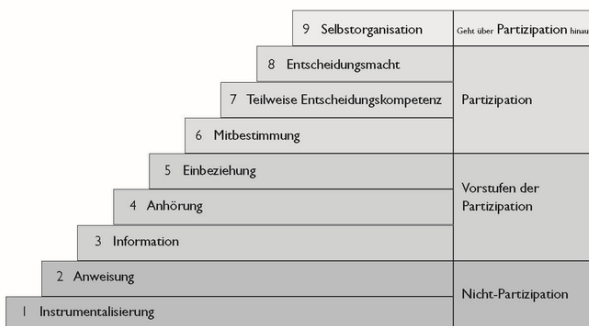 9 Selbstorganisation Geht über Partizipation hinaus
8 Entscheidungsmacht
7 Teilweise Entscheidungskompetenz Partizipation
6 Mitbestimmung
5 Einbeziehung
4 Anhörung Vorstufen der
Partizipation
3 Information
2 Anweisung
1 Instrumentalisierung Nicht-Partizipation